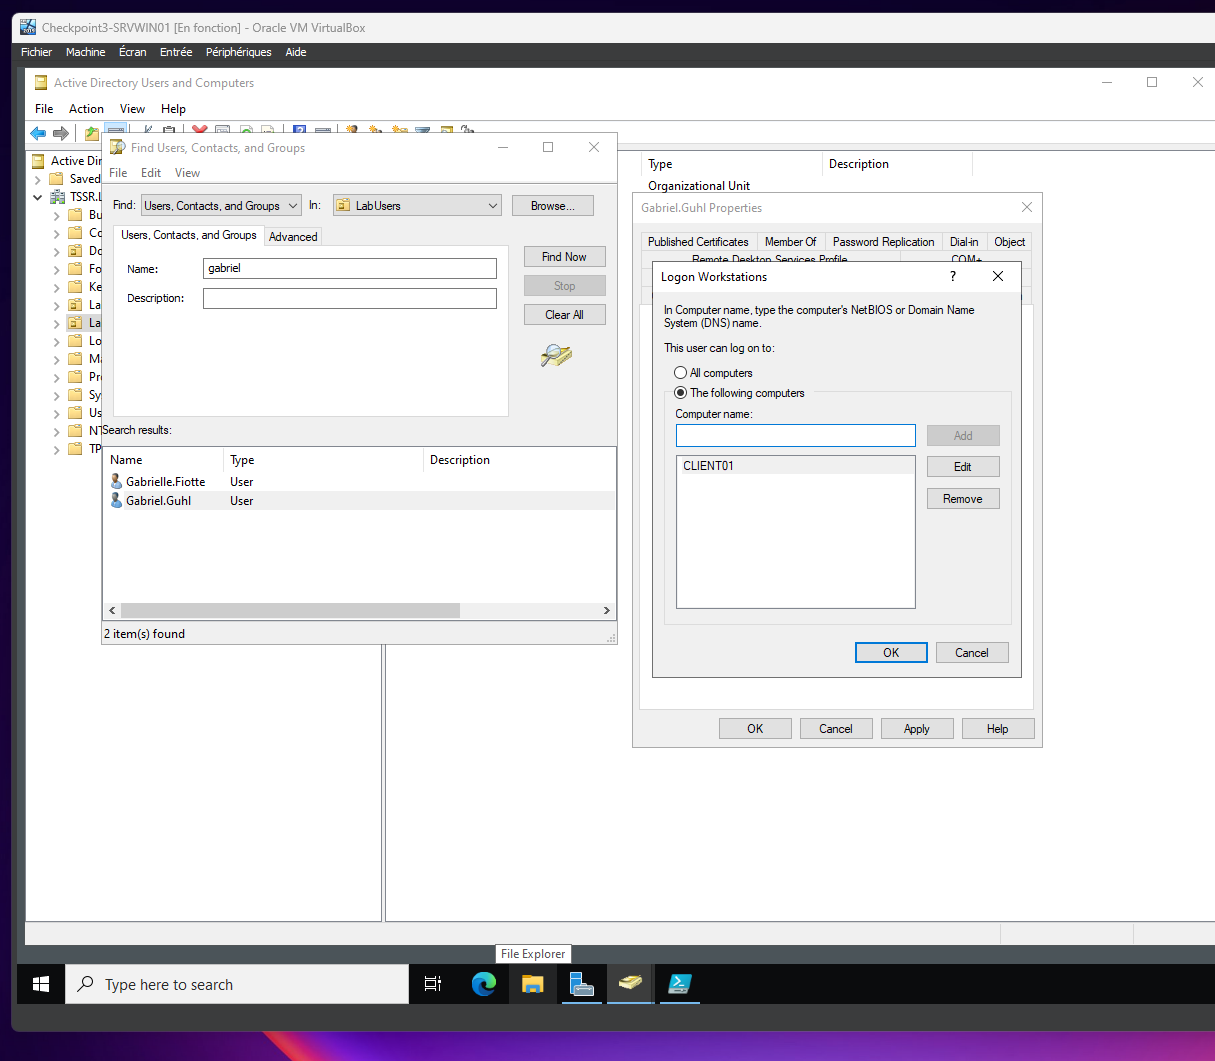 Checkpoint3-SRVWIN01 [En fonction] - Oracle VM VirtualBox
Fichier Machine Écran Entrée Périphériques Aide
Active Directory Users and Computers
File Action View Help
Active Dir
Saved
TSSR.L
Bu
Co
Do
Fo
Ke
La
La
Lo
Ma
Pr
Sy
Us
NT
TP
Find Users, Contacts, and Groups
File Edit View
Find: Users, Contacts, and Groups In: LabUsers Browse...
Users, Contacts, and Groups Advanced
Name: gabriel
Description:
Find Now
Stop
Clear All
Search results:
Name Type Description
Gabrielle.Fiotte User
Gabriel.Guhl User
2 item(s) found
Type Description
Organizational Unit
Gabriel.Guhl Properties
Published Certificates Member Of Password Replication Dial-in Object
Remote Desktop Services Profile COM+
Logon Workstations ?
In Computer name, type the computer's NetBIOS or Domain Name
System (DNS) name.
This user can log on to:
All computers
The following computers
Computer name:
Add
CLIENT01
Edit
Remove
OK Cancel
OK Cancel Apply Help
File Explorer
Type here to search